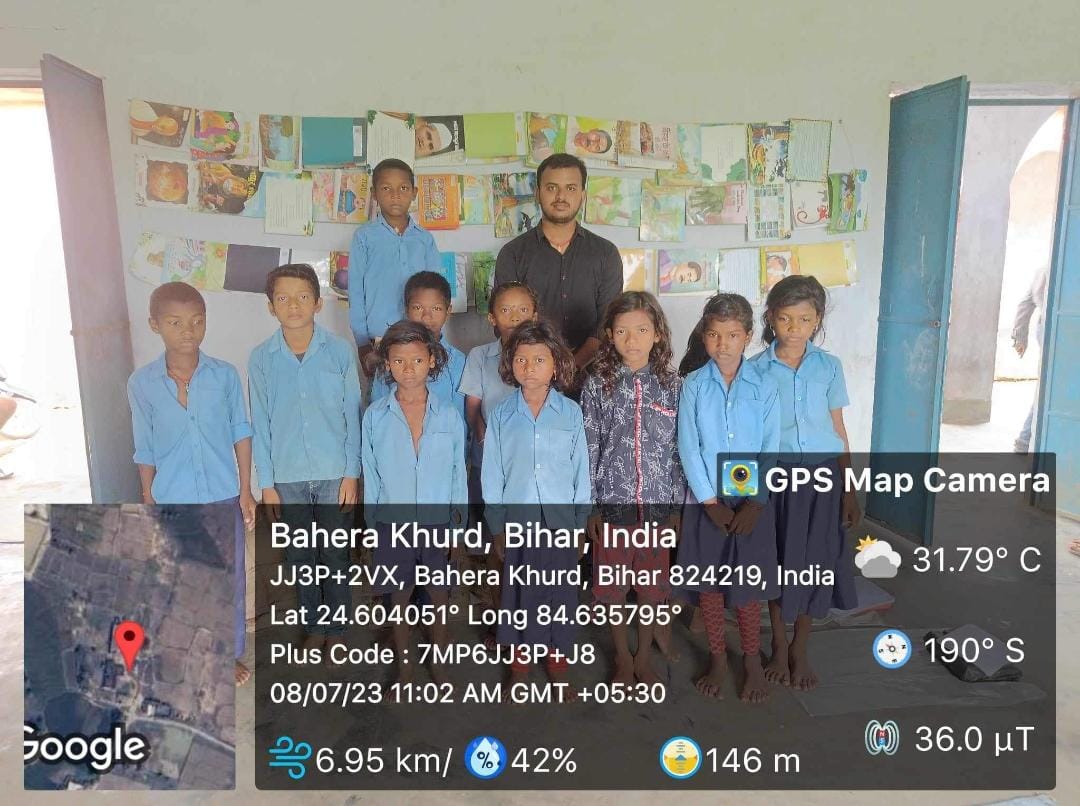 GPS Map Camera
Bahera Khurd, Bihar, India
JJ3P+2VX, Bahera Khurd, Bihar 824219, India
Lat 24.604051° Long 84.635795°
Plus Code : 7MP6JJ3P+J8
08/07/23 11:02 AM GMT +05:30
31.79° C
190° S
36.0 µT
6.95 km/
42%
146 m
Google